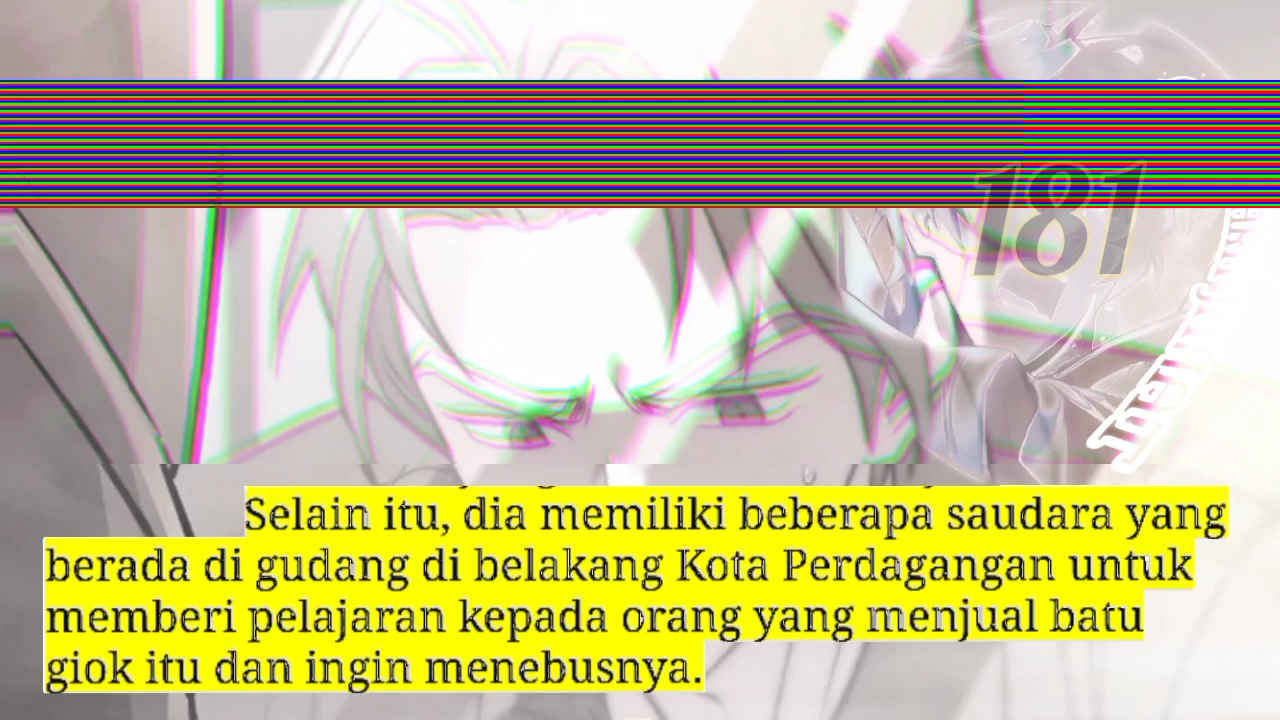 181
Selain itu, dia memiliki beberapa saudara yang
berada di gudang di belakang Kota Perdagangan untuk
memberi pelajaran kepada orang yang menjual batu
giok itu dan ingin menebusnya.